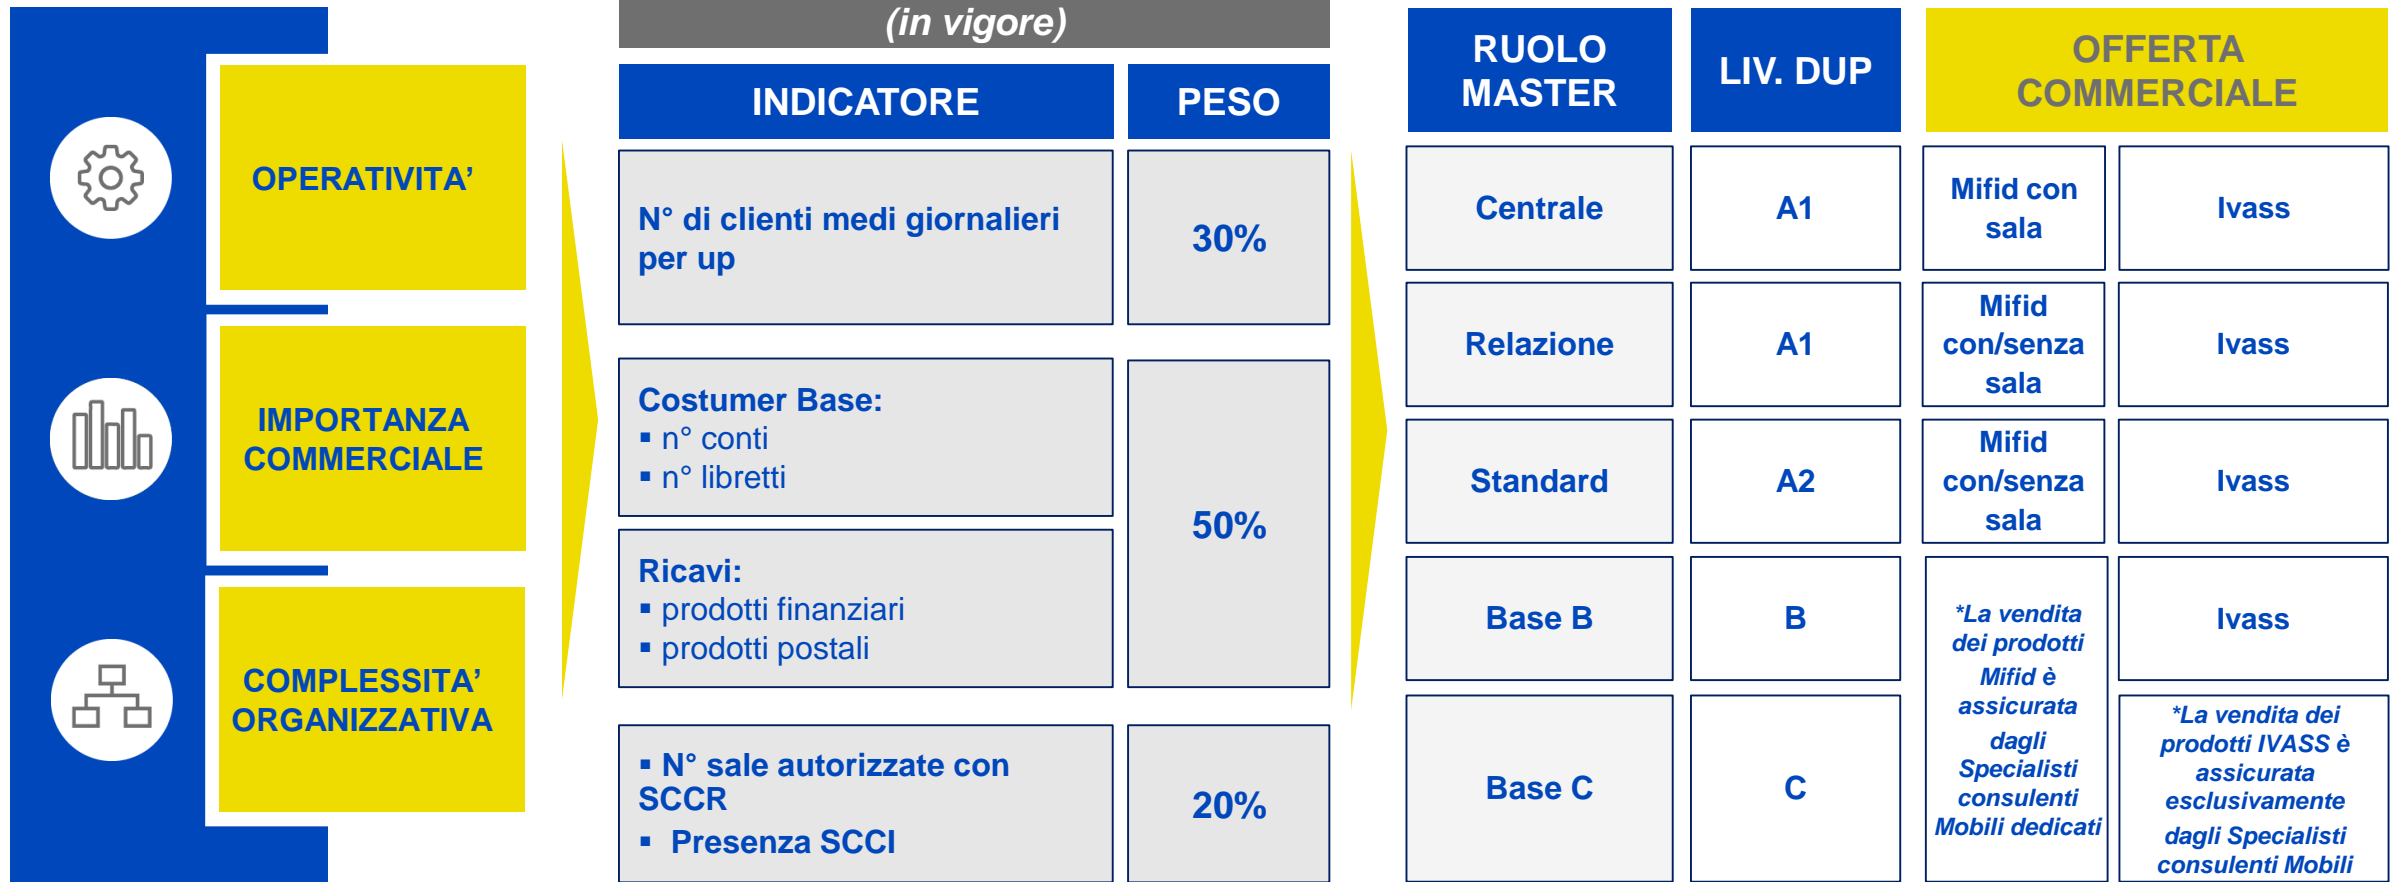 OPERATIVITA’
IMPORTANZA
COMMERCIALE
COMPLESSITA’
ORGANIZZATIVA
(in vigore)
INDICATORE
PESO
N° di clienti medi giornalieri
per up
30%
Costumer Base:
▪ n° conti
▪ n° libretti
50%
Ricavi:
▪ prodotti finanziari
▪ prodotti postali
▪ N° sale autorizzate con
SCCR
▪ Presenza SCCI
20%
RUOLO
MASTER
LIV. DUP
OFFERTA
COMMERCIALE
Centrale
A1
Mifid con
sala
Ivass
Relazione
A1
Mifid
con/senza
sala
Ivass
Standard
A2
Mifid
con/senza
sala
Ivass
Base B
B
*La vendita
dei prodotti
Mifid è
assicurata
dagli
Specialisti
consulenti
Mobili dedicati
Ivass
Base C
C
*La vendita dei
prodotti IVASS è
assicurata
esclusivamente
dagli Specialisti
consulenti Mobili